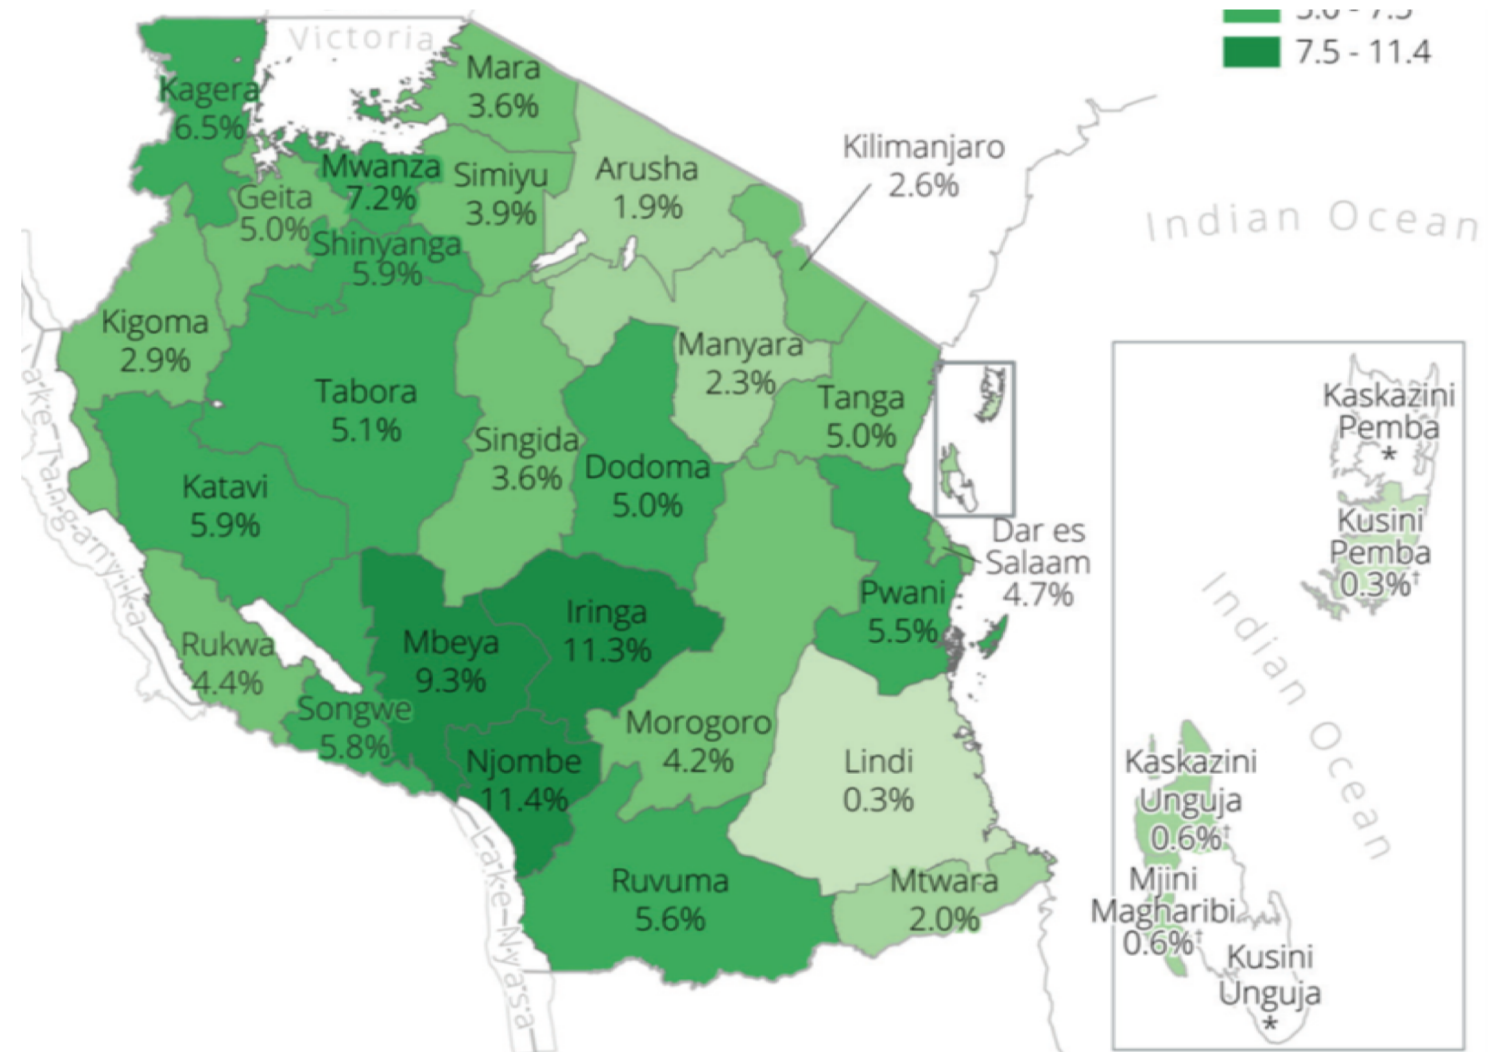 Victoria
5.0 - 7.5
7.5 - 11.4
Mara
3.6%
Kagera
6.5%
Kilimanjaro
2.6%
Mwanza
7.2%
Simiyu
3.9%
Arusha
1.9%
Geita
5.0%
Indian Ocean
Shinyanga
5.9%
Kigoma
2.9%
Manyara
2.3%
Tabora
5.1%
Tanga
5.0%
Kaskazini
Pemba
*
Singida
3.6%
Dodoma
5.0%
Katavi
5.9%
Lake Tanganyika
Dar es
Salaam
4.7%
Kusini
Pemba
0.3%†
Pwani
5.5%
Iringa
11.3%
Mbeya
9.3%
Rukwa
4.4%
Indian Ocean
Songwe
5.8%
Morogoro
4.2%
Njombe
11.4%
Lindi
0.3%
Kaskazini
Unguja
0.6%†
Lake Nyasa
Ruvuma
5.6%
Mtwara
2.0%
Mjini
Magharibi
0.6%†
Kusini
Unguja
*